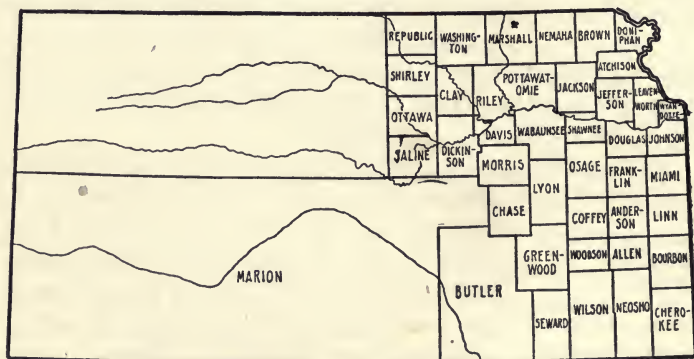 REPUBLIC
WASHING-
TON
MARSHALL
NEMAHA
BROWN
DONI-
PHAN
ATCHISON
SHIRLEY
CLAY
RILEY
POTTAWAT-
OMIE
JACKSON
JEFFER-
SON
LEAVEN-
WORTH
WYAN-
DOTTE
OTTAWA
SALINE
DICKIN-
SON
DAVIS
WABAUNSEE
SHAWNEE
DOUGLAS
JOHNSON
MORRIS
LYON
OSAGE
FRANK-
LIN
MIAMI
CHASE
COFFEY
ANDER-
SON
LINN
MARION
BUTLER
GREEN-
WOOD
WOODSON
ALLEN
BOURBON
SEWARD
WILSON
NEOSHO
CHERO-
KEE